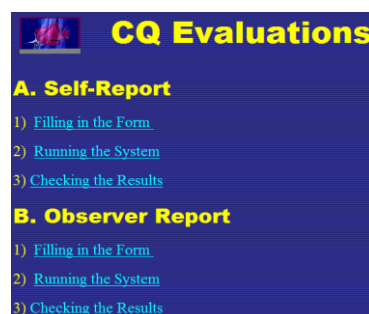 CQ Evaluations
A. Self-Report
1) Filling in the Form
2) Running the System
3) Checking the Results
B. Observer Report
1) Filling in the Form
2) Running the System
3) Checking the Results